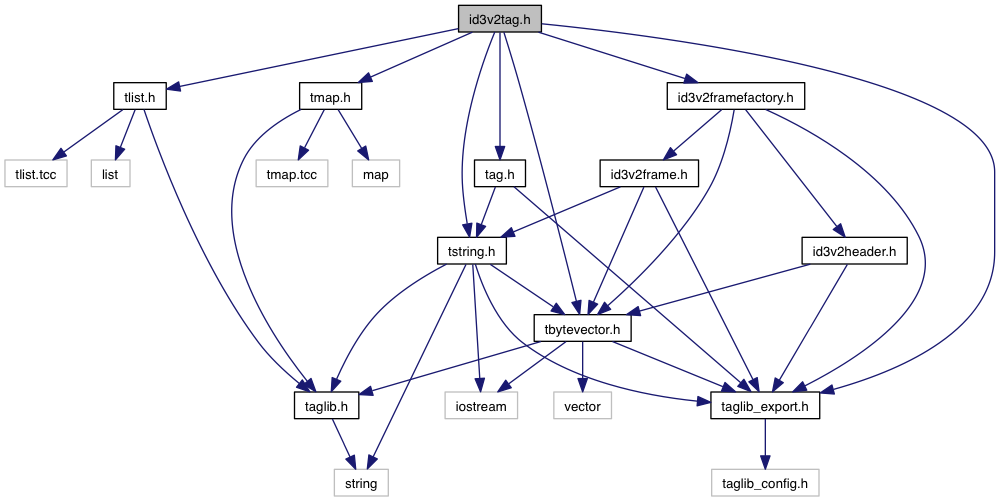 id3v2tag.h
tlist.h
tmap.h
id3v2framefactory.h
tlist.tcc
list
tmap.tcc
map
tag.h
id3v2frame.h
tstring.h
id3v2header.h
tbytevector.h
taglib.h
iostream
vector
taglib_export.h
string
taglib_config.h